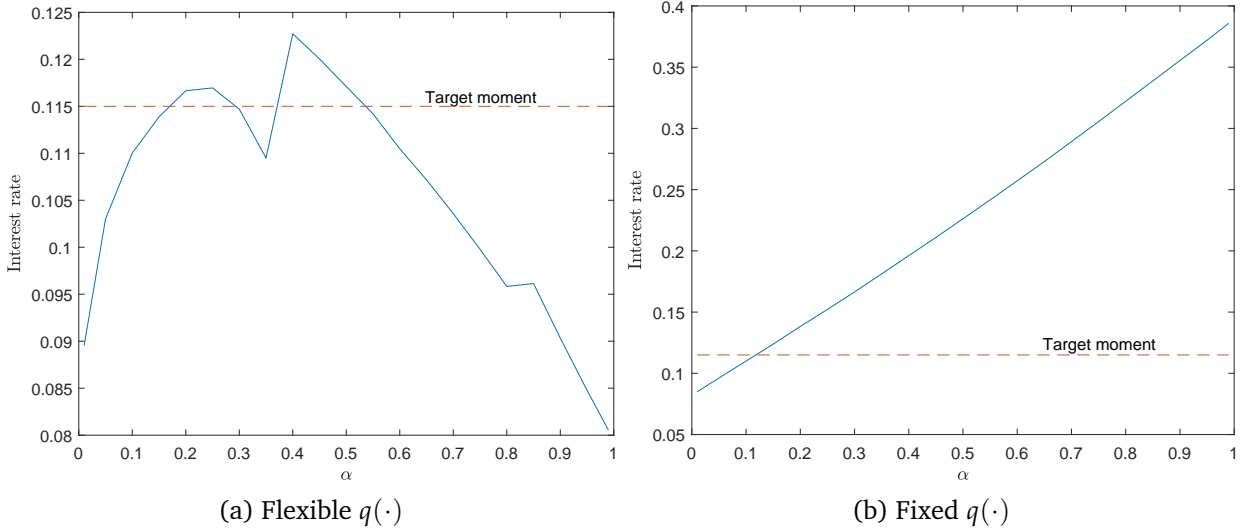 0.125
0.12
0.115
0.11
0.105
0.1
0.095
0.09
0.085
0.08
Interest rate
Target moment
0 0.1 0.2 0.3 0.4 0.5 0.6 0.7 0.8 0.9 1
α
(a) Flexible q(·)
0.4
0.35
0.3
0.25
0.2
0.15
0.1
0.05
Interest rate
Target moment
0 0.1 0.2 0.3 0.4 0.5 0.6 0.7 0.8 0.9 1
α
(b) Fixed q(·)